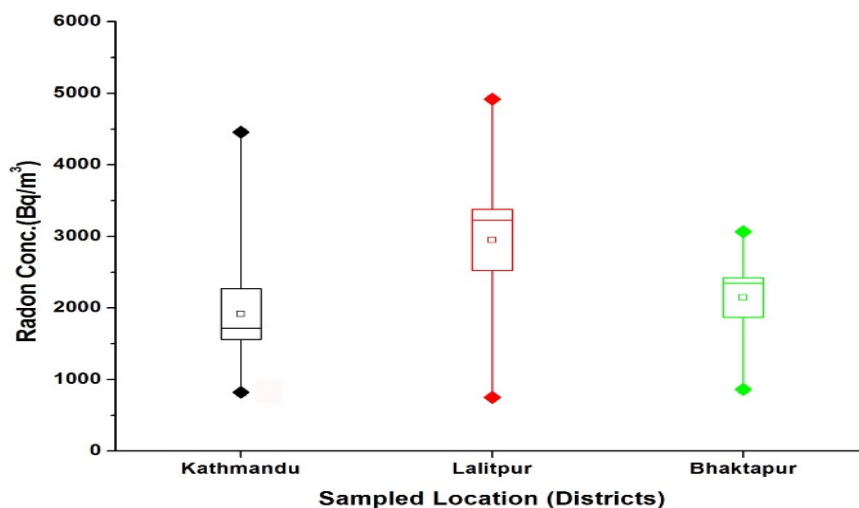 6000
5000
4000
3000
2000
1000
0
Radon Conc.(Bq/m³)
Kathmandu Lalitpur Bhaktapur
Sampled Location (Districts)